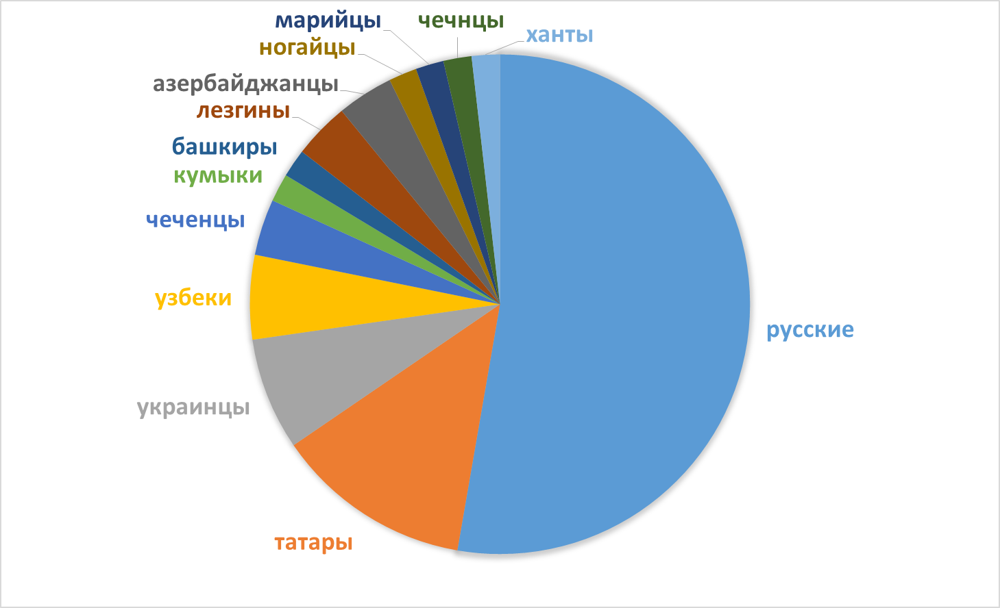 марийцы
чечнцы
ханты
ногайцы
азербайджанцы
лезгины
башкиры
кумыки
чеченцы
узбеки
русские
украинцы
татары